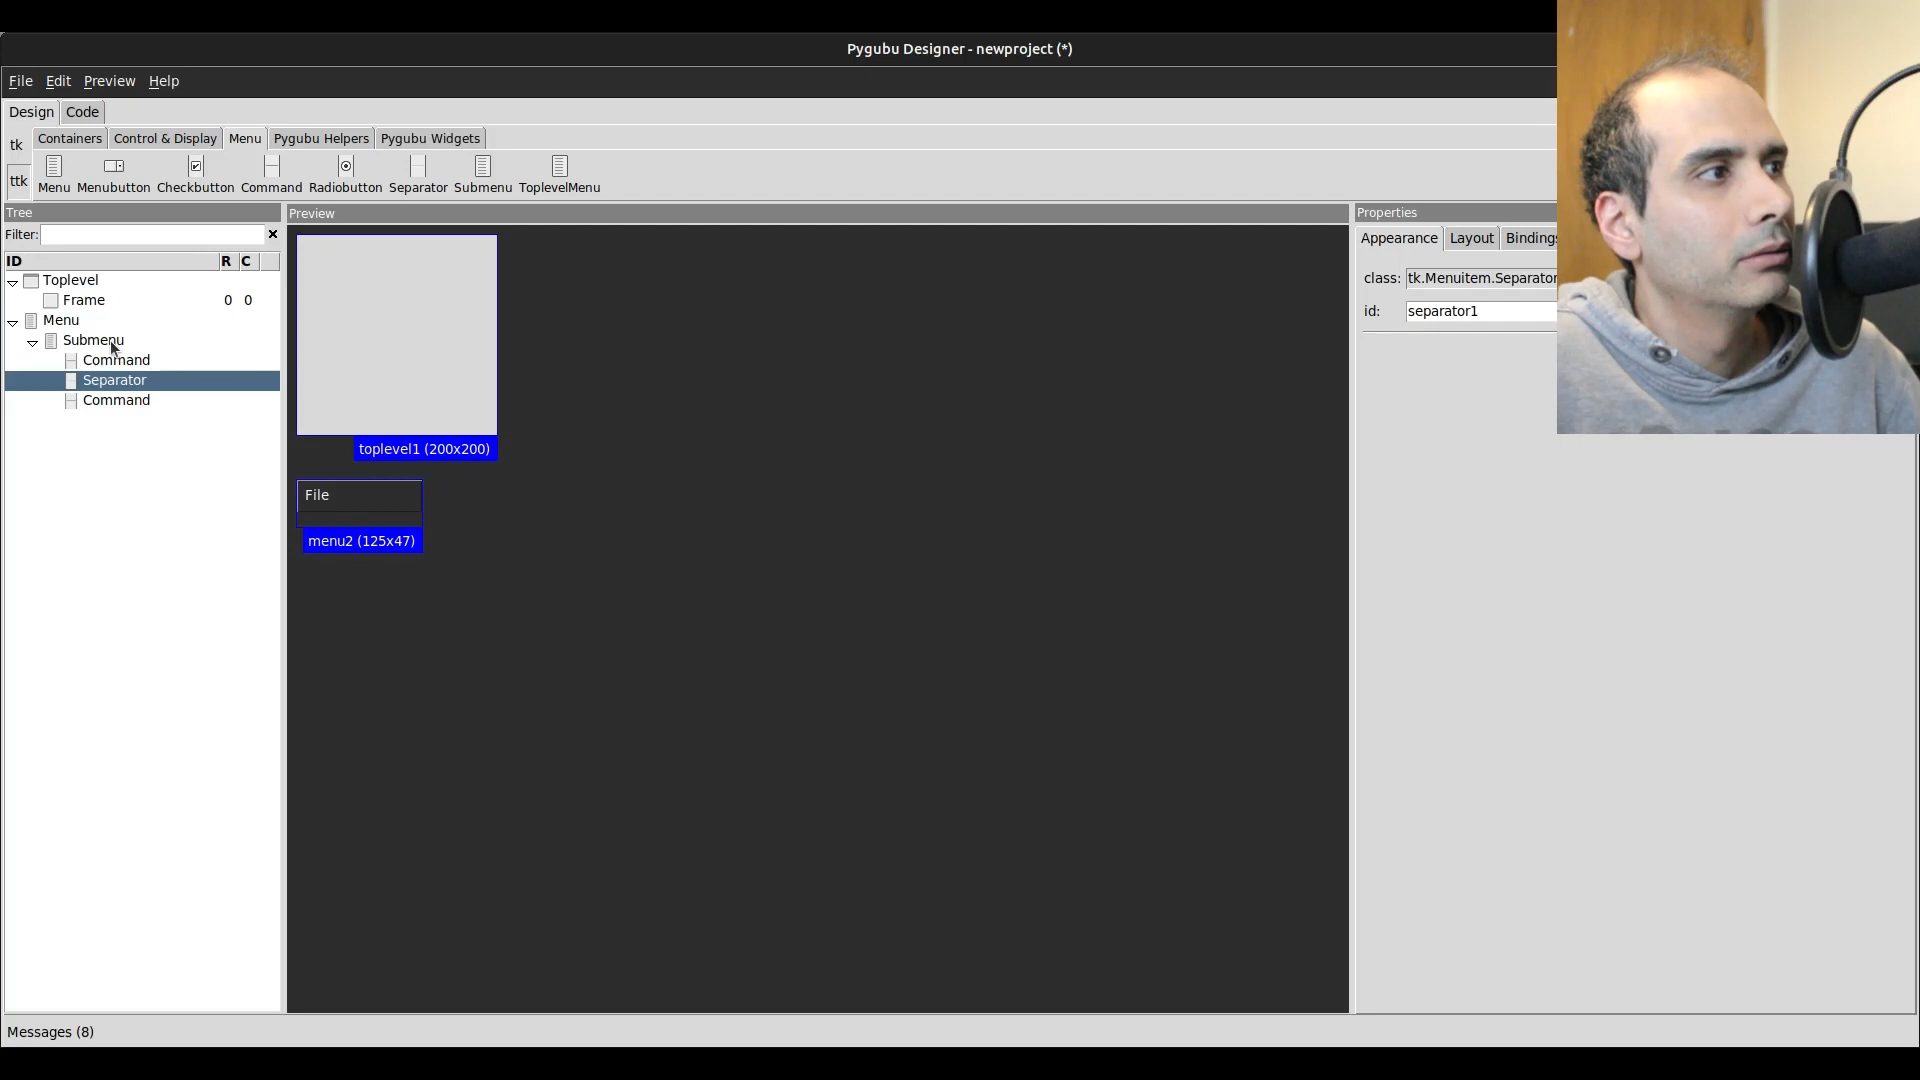 Pygubu Designer - newproject (*)
File Edit Preview Help
Design Code
tk
ttk
Containers Control & Display Menu Pygubu Helpers Pygubu Widgets
Menu Menubutton Checkbutton Command Radiobutton Separator Submenu ToplevelMenu
Tree
Filter:
ID R C
Toplevel
Frame 0 0
Menu
Submenu
Command
Separator
Command
Preview
toplevel1 (200x200)
File
menu2 (125x47)
Properties
Appearance Layout Bindings
class: tk.Menuitem.Separator
id: separator1
Messages (8)